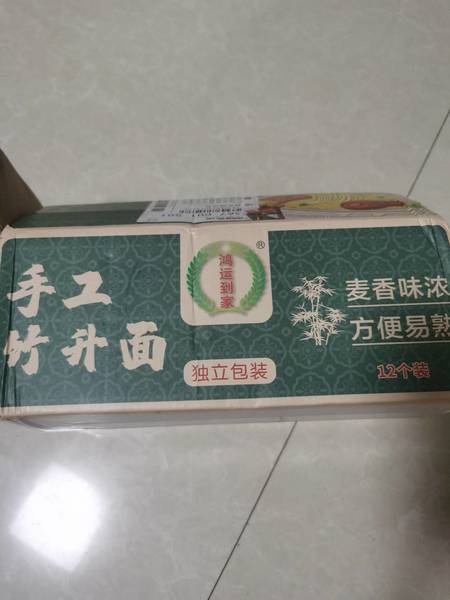 手工
竹升面
鸿运到家
®
独立包装
麦香味浓
方便易熟
12个装